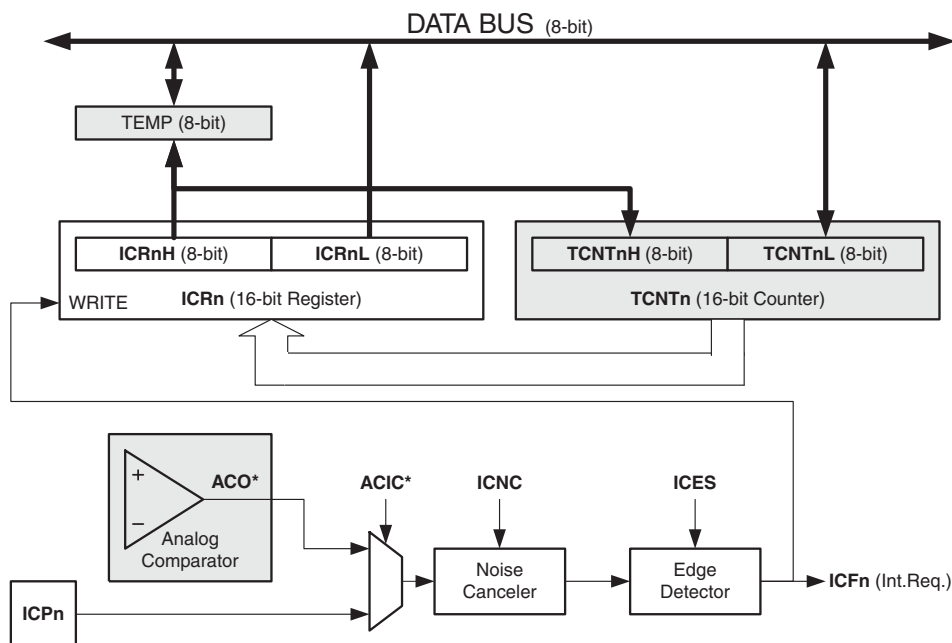 DATA BUS (8-bit)
TEMP (8-bit)
ICRnH (8-bit)
ICRnL (8-bit)
TCNTnH (8-bit)
TCNTnL (8-bit)
WRITE
ICRn (16-bit Register)
TCNTn (16-bit Counter)
+
−
ACO*
Analog
Comparator
ACIC*
ICNC
ICES
Noise
Canceler
Edge
Detector
ICFn (Int.Req.)
ICPn